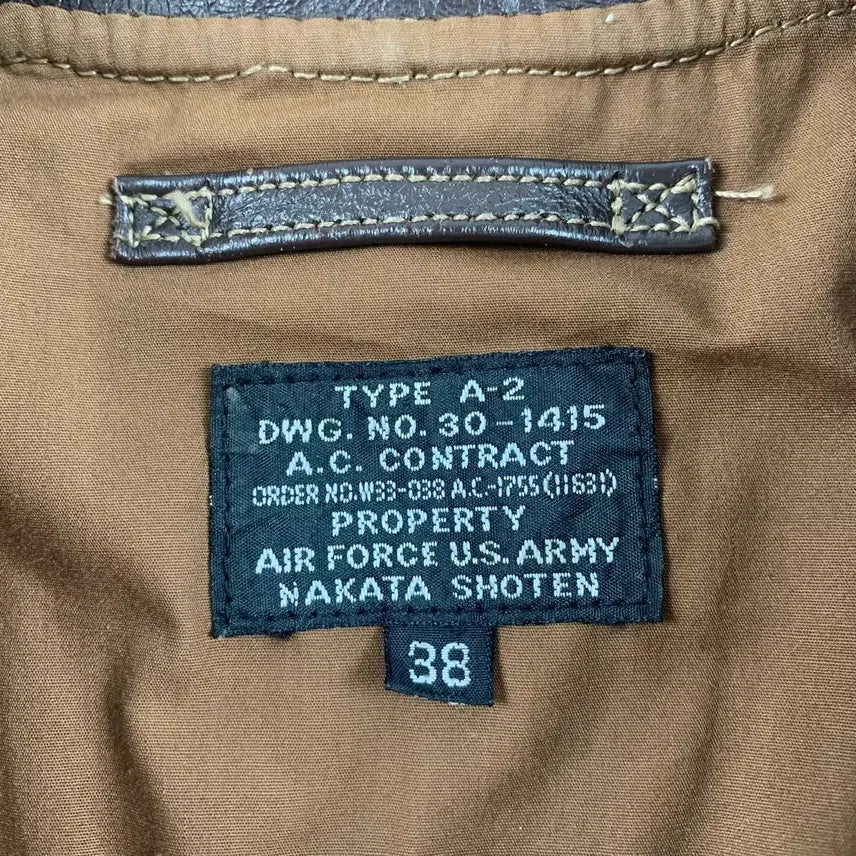 TYPE A-2
DWG. NO. 30-1415
A.C. CONTRACT
ORDER NO. W33-038 A.C.-1755 (11631)
PROPERTY
AIR FORCE U.S. ARMY
NAKATA SHOTEN
38